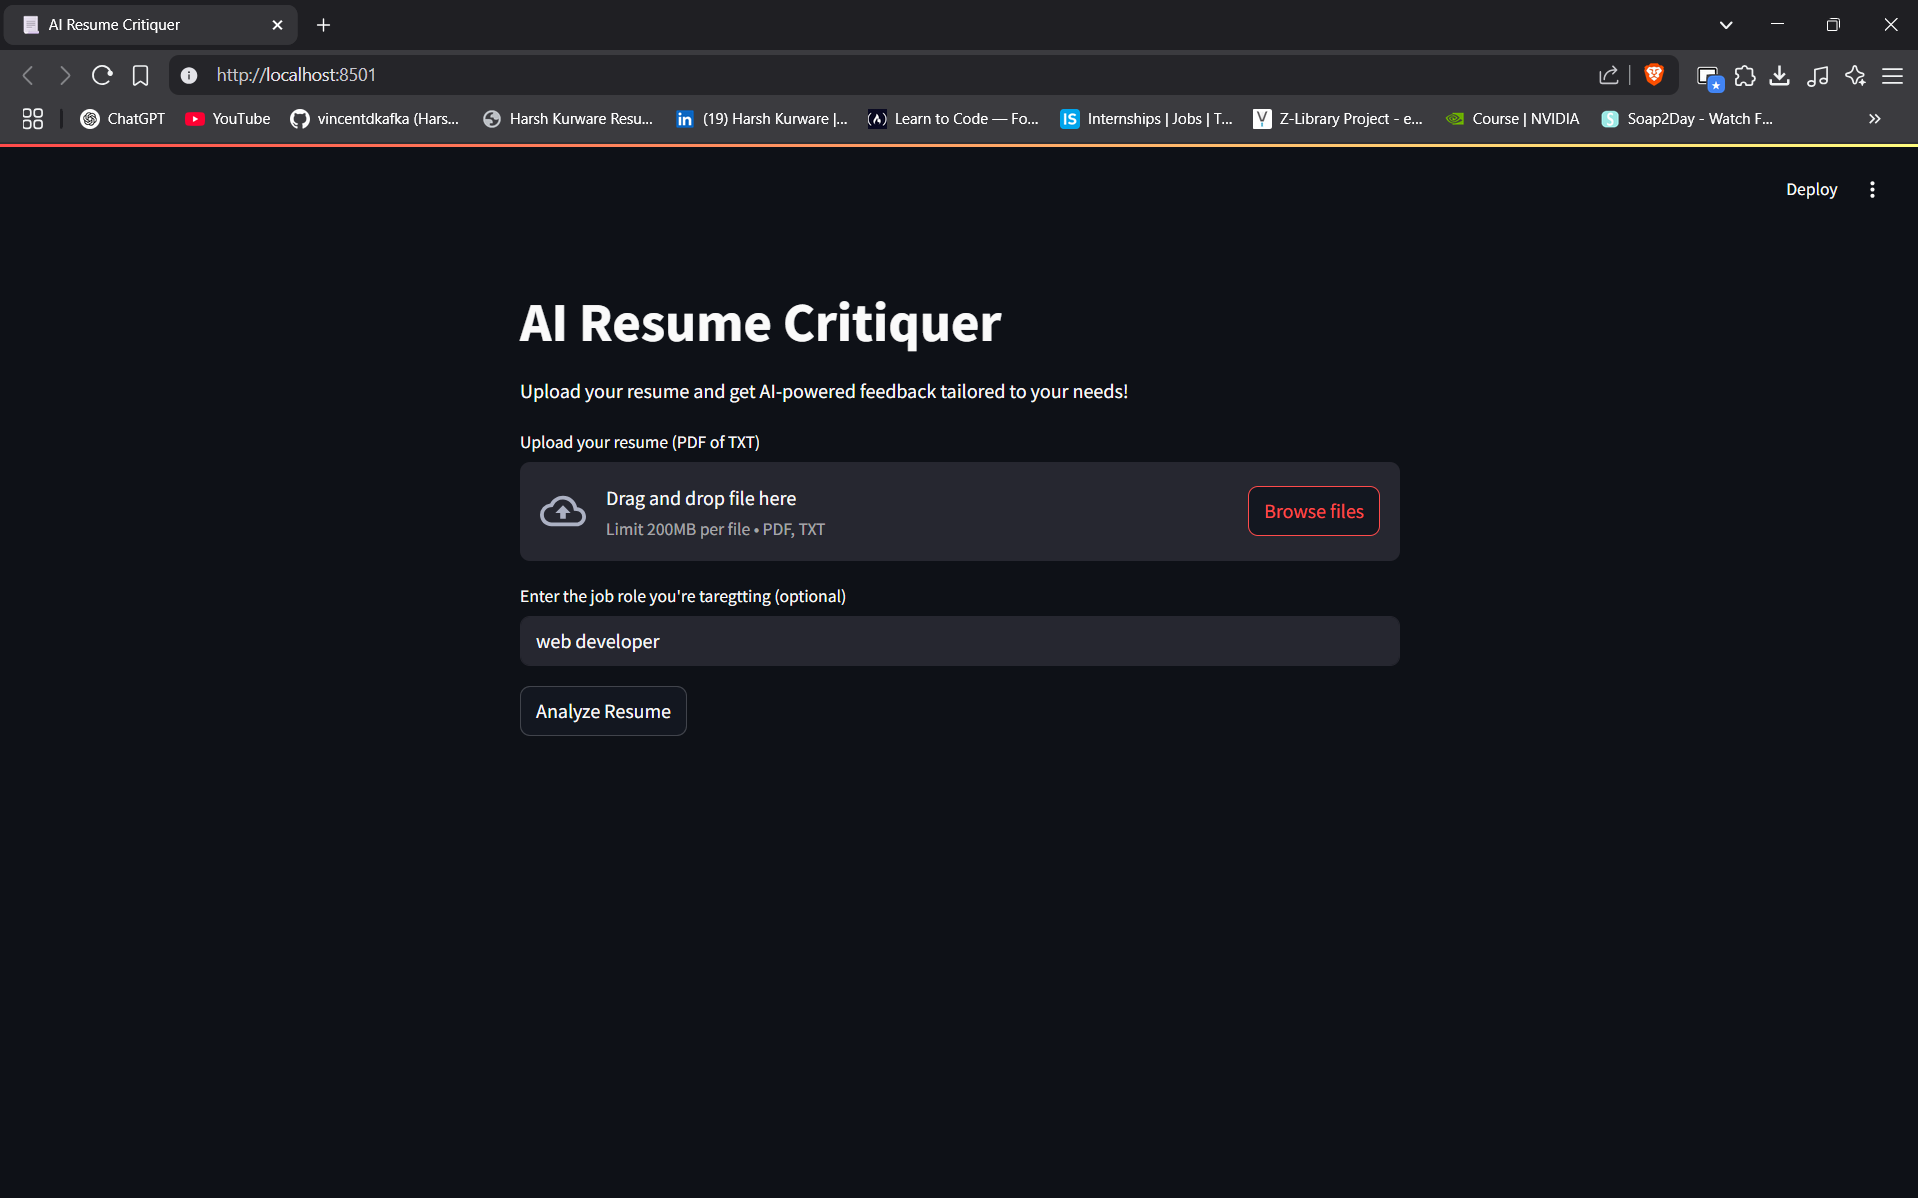 AI Resume Critiquer
http://localhost:8501
ChatGPT
YouTube
vincentdkafka (Hars...
Harsh Kurware Resu...
in
(19) Harsh Kurware |...
Learn to Code — Fo...
IS
Internships | Jobs | T...
Z-Library Project - e...
Course | NVIDIA
Soap2Day - Watch F...
Deploy
AI Resume Critiquer
Upload your resume and get AI-powered feedback tailored to your needs!
Upload your resume (PDF of TXT)
Drag and drop file here
Limit 200MB per file • PDF, TXT
Browse files
Enter the job role you're taregtting (optional)
web developer
Analyze Resume